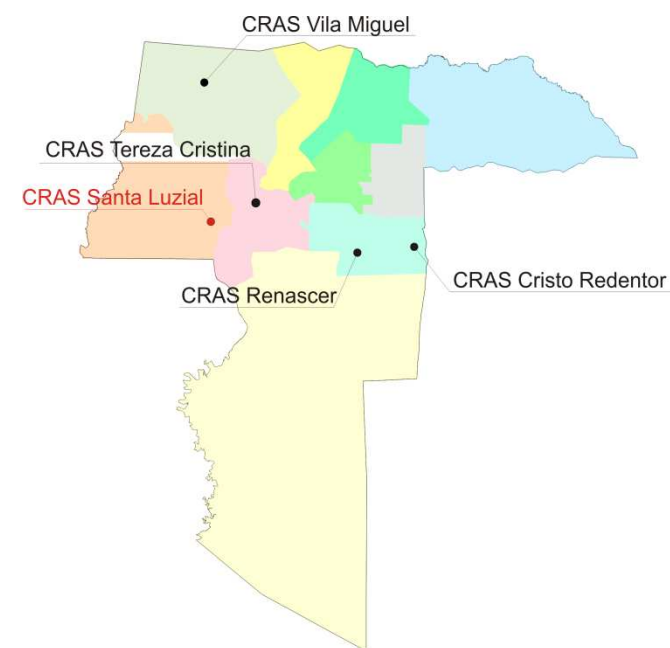 CRAS Vila Miguel
CRAS Tereza Cristina
CRAS Santa Luzial
CRAS Renascer
CRAS Cristo Redentor